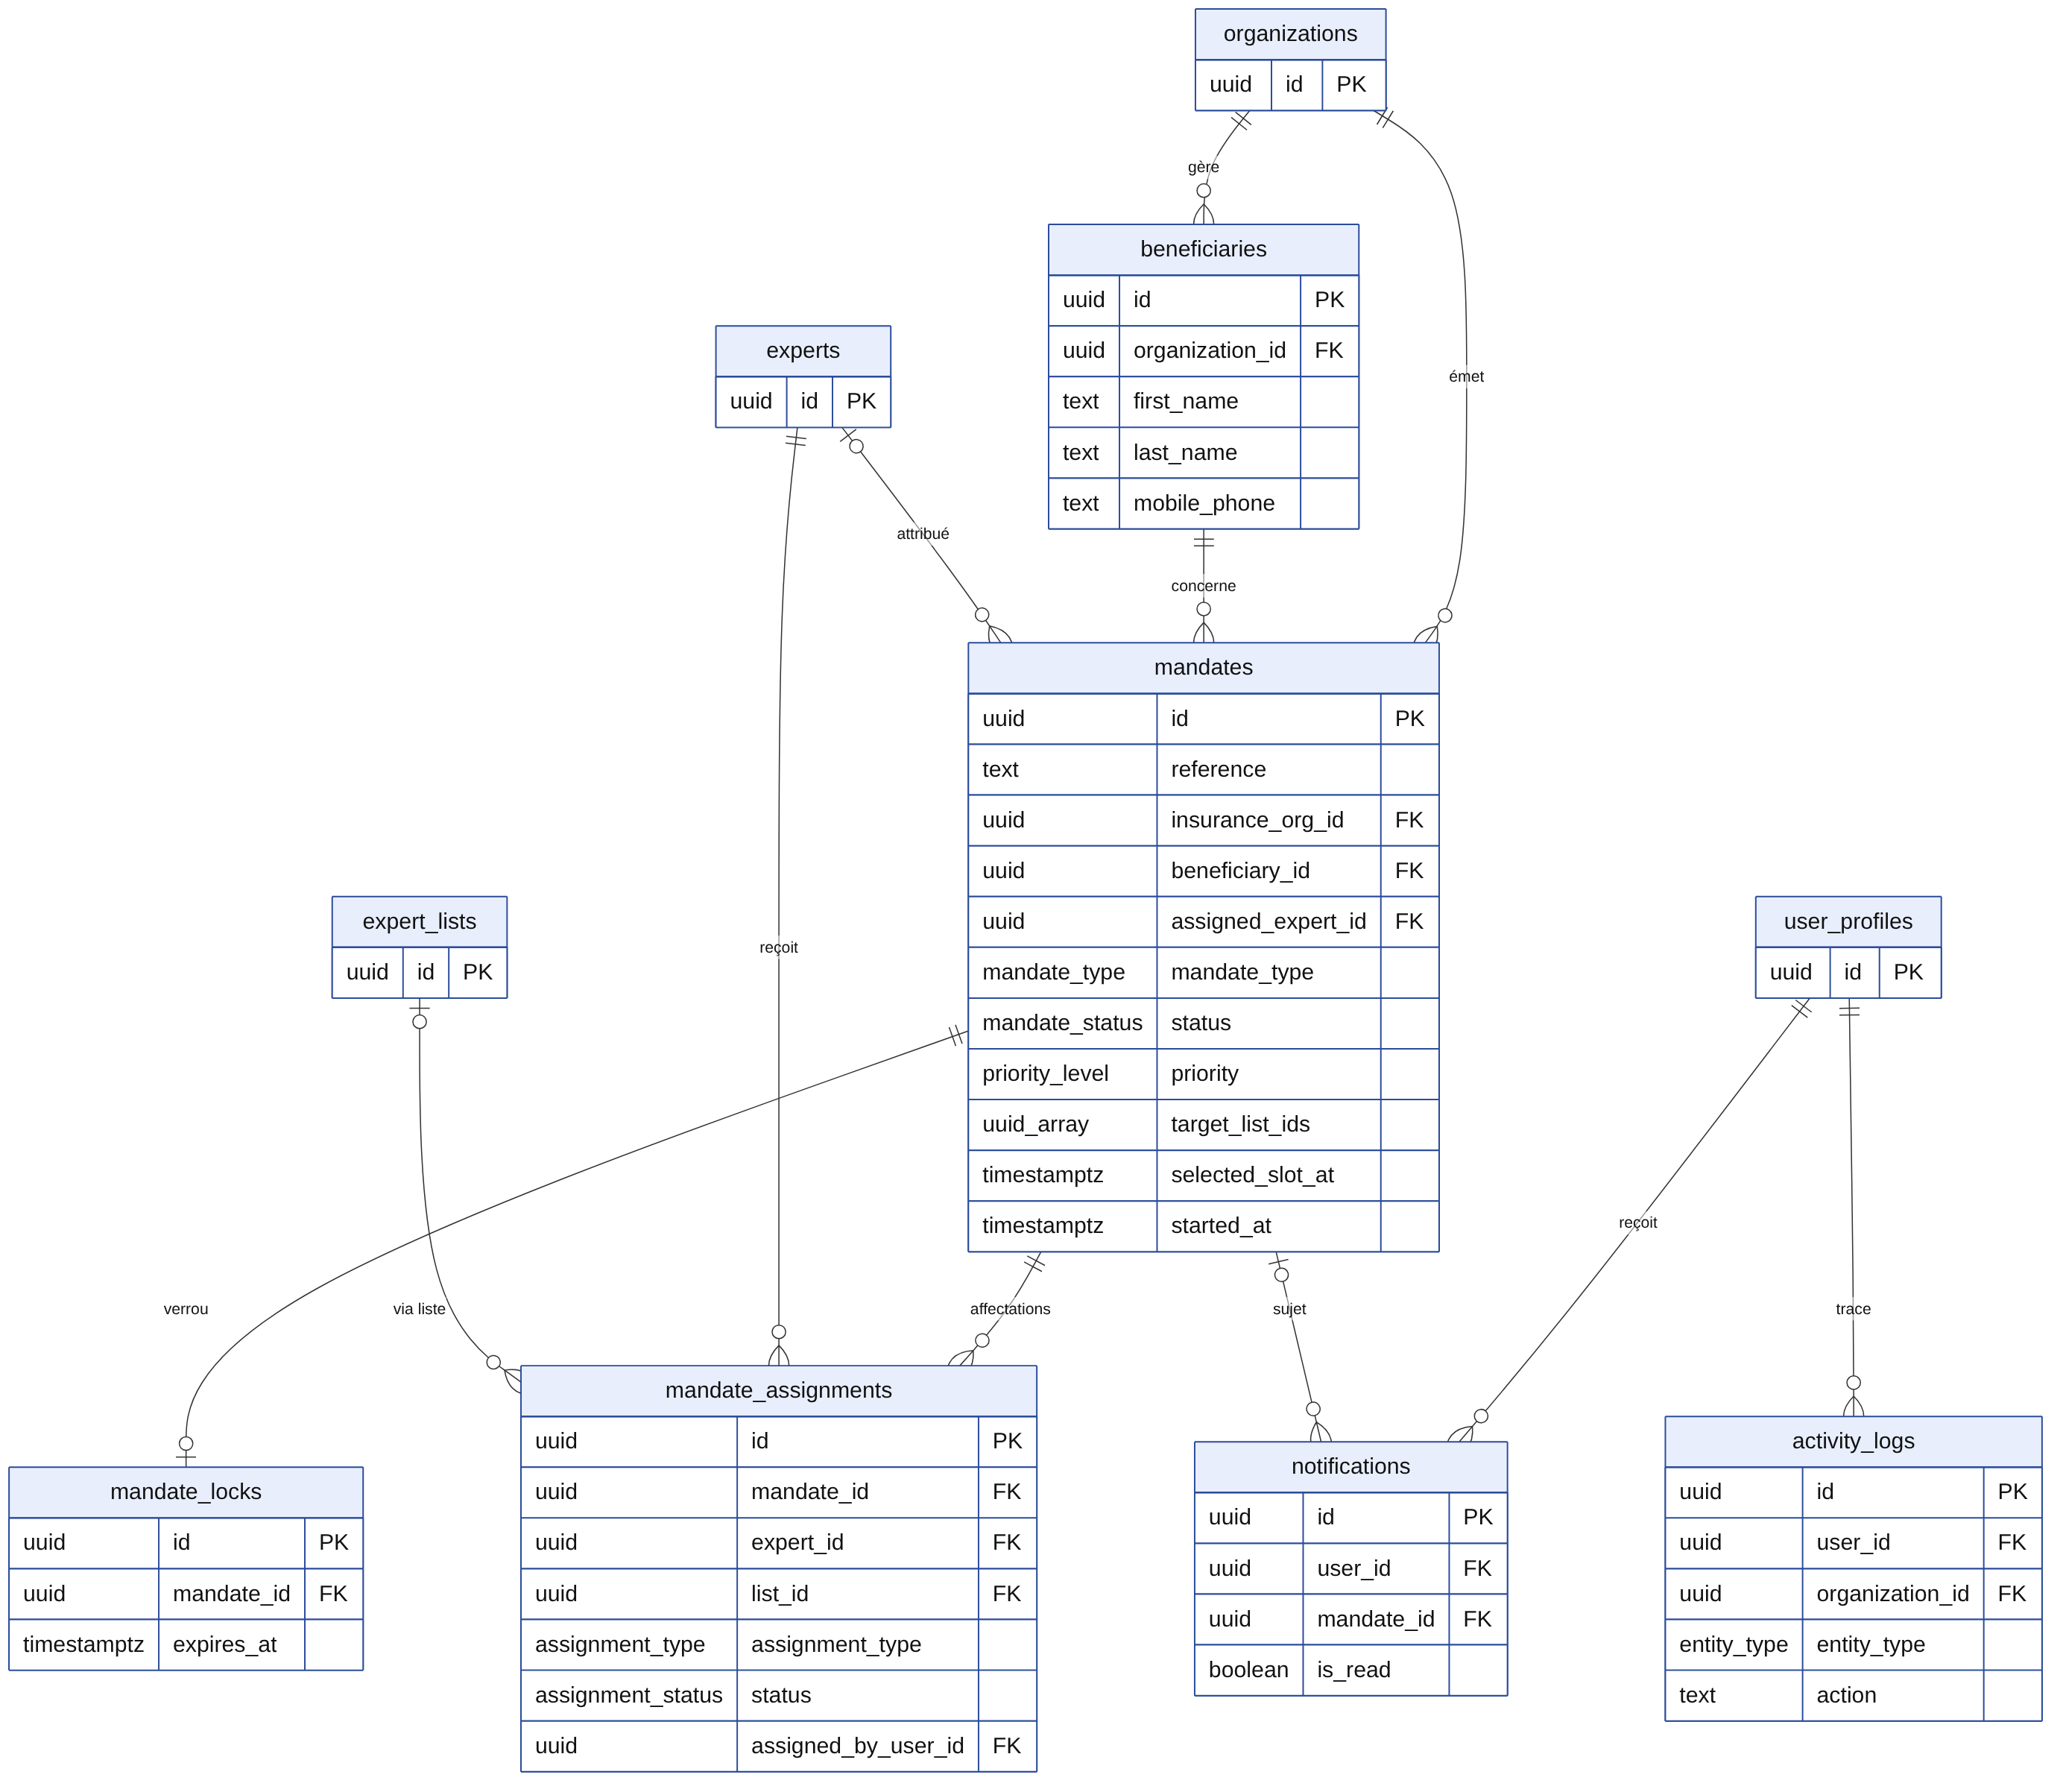 organizations
uuid id PK
gère
émet
beneficiaries
uuid id PK
uuid organization_id FK
text first_name
text last_name
text mobile_phone
experts
uuid id PK
attribué
concerne
reçoit
mandates
uuid id PK
text reference
uuid insurance_org_id FK
uuid beneficiary_id FK
uuid assigned_expert_id FK
mandate_type mandate_type
mandate_status status
priority_level priority
uuid_array target_list_ids
timestamptz selected_slot_at
timestamptz started_at
expert_lists
uuid id PK
user_profiles
uuid id PK
reçoit
verrou
via liste
affectations
sujet
trace
mandate_locks
uuid id PK
uuid mandate_id FK
timestamptz expires_at
mandate_assignments
uuid id PK
uuid mandate_id FK
uuid expert_id FK
uuid list_id FK
assignment_type assignment_type
assignment_status status
uuid assigned_by_user_id FK
notifications
uuid id PK
uuid user_id FK
uuid mandate_id FK
boolean is_read
activity_logs
uuid id PK
uuid user_id FK
uuid organization_id FK
entity_type entity_type
text action